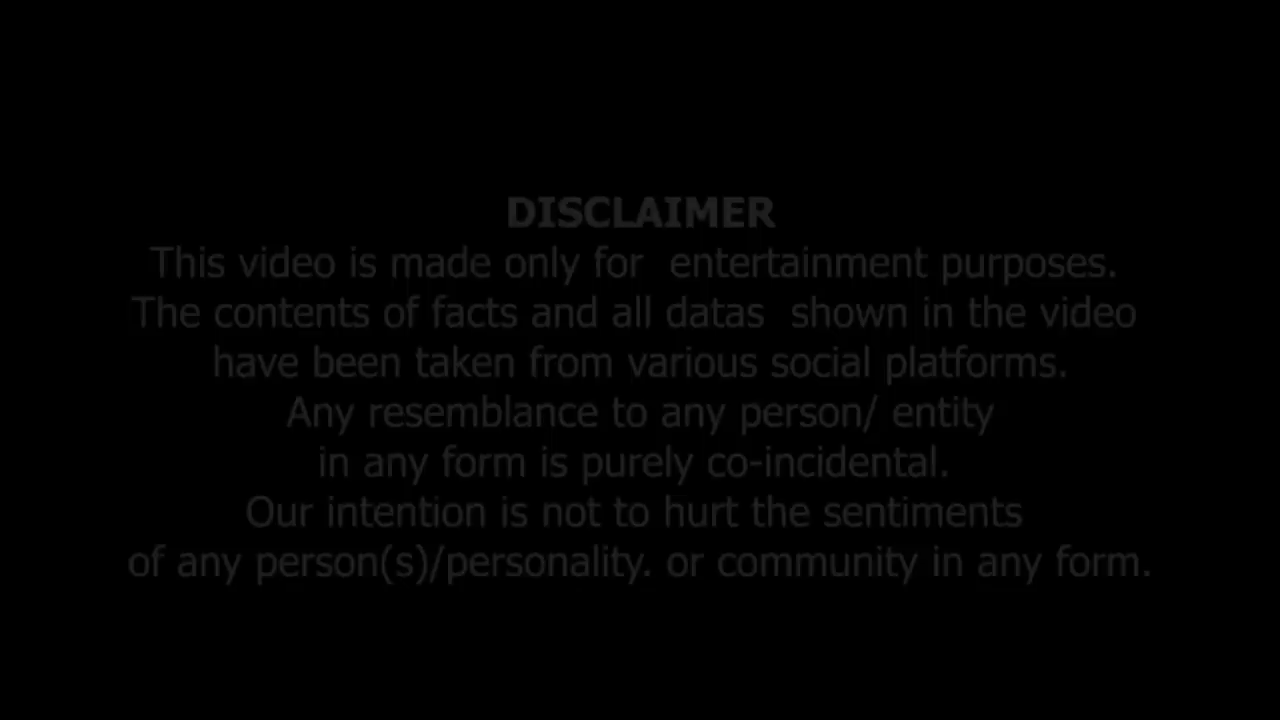 DISCLAIMER
This video is made only for  entertainment purposes.
The contents of facts and all datas  shown in the video
have been taken from various social platforms.
Any resemblance to any person/ entity
in any form is purely co-incidental.
Our intention is not to hurt the sentiments
of any person(s)/personality. or community in any form.